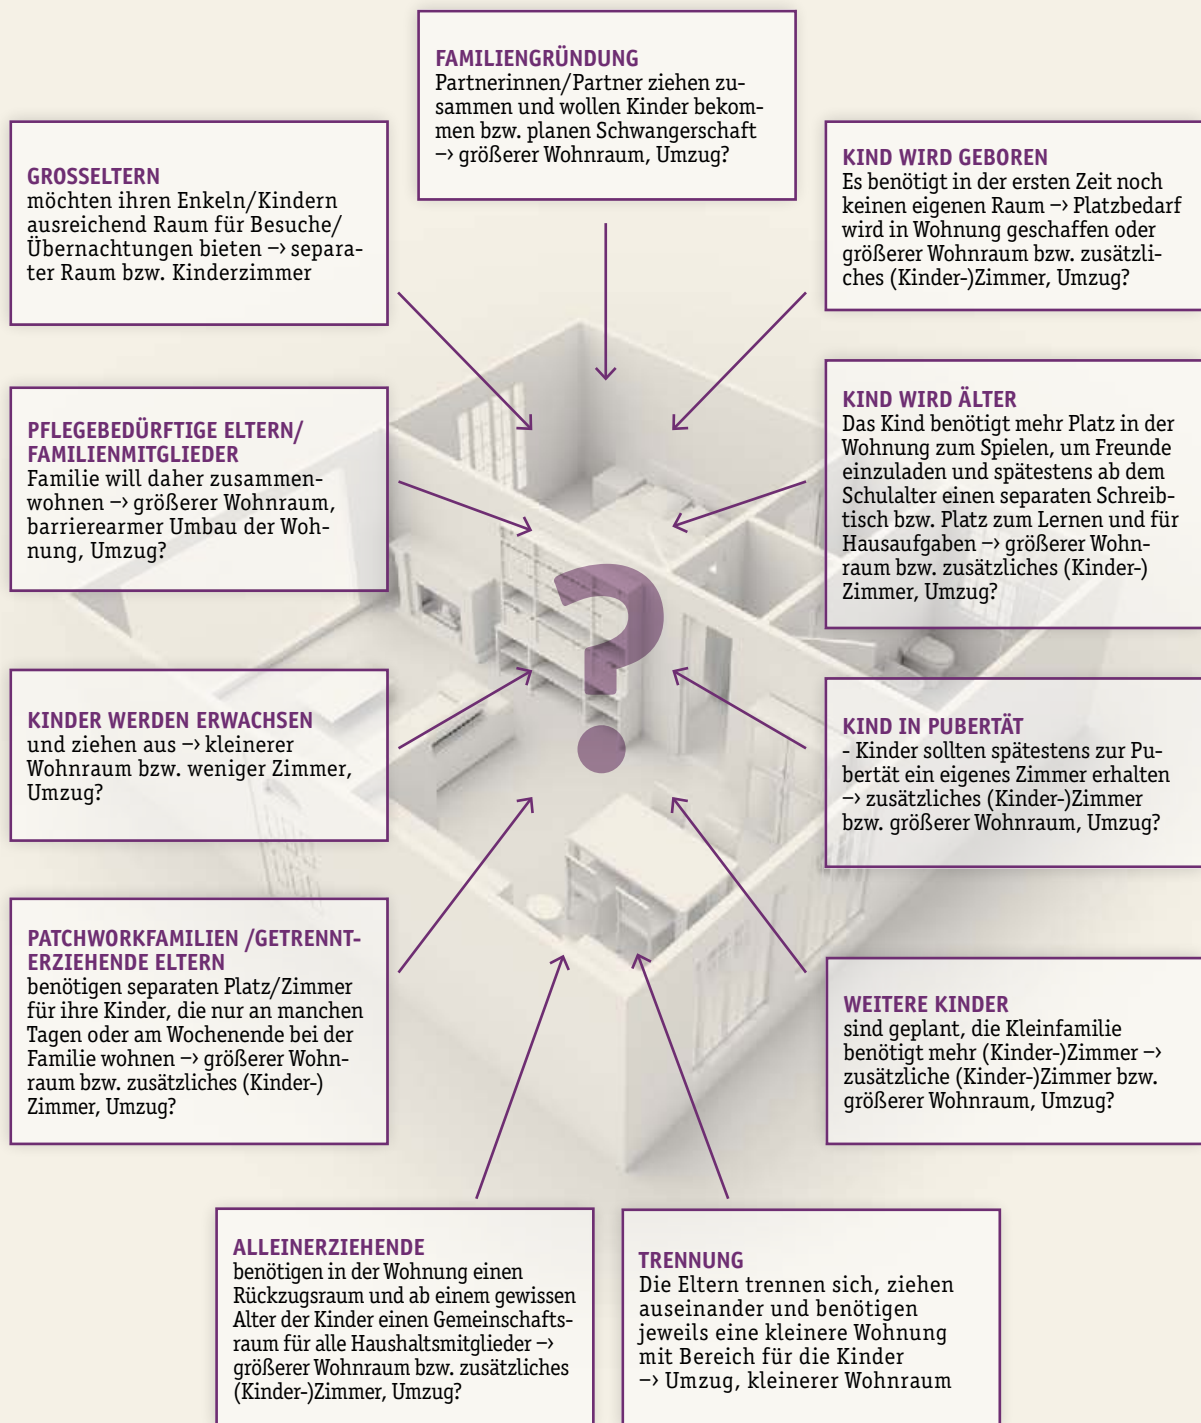 FAMILIENGRÜNDUNG
Partnerinnen/Partner ziehen zu-
sammen und wollen Kinder bekom-
men bzw. planen Schwangerschaft
–> größerer Wohnraum, Umzug?
GROSSELTERN
möchten ihren Enkeln/Kindern
ausreichend Raum für Besuche/
Übernachtungen bieten –> separa-
ter Raum bzw. Kinderzimmer
KIND WIRD GEBOREN
Es benötigt in der ersten Zeit noch
keinen eigenen Raum –> Platzbedarf
wird in Wohnung geschaffen oder
größerer Wohnraum bzw. zusätzli-
ches (Kinder-)Zimmer, Umzug?
PFLEGEBEDÜRFTIGE ELTERN/
FAMILIENMITGLIEDER
Familie will daher zusammen-
wohnen –> größerer Wohnraum,
barrierearmer Umbau der Woh-
nung, Umzug?
KIND WIRD ÄLTER
Das Kind benötigt mehr Platz in der
Wohnung zum Spielen, um Freunde
einzuladen und spätestens ab dem
Schulalter einen separaten Schreib-
tisch bzw. Platz zum Lernen und für
Hausaufgaben –> größerer Wohn-
raum bzw. zusätzliches (Kinder-)
Zimmer, Umzug?
?
KINDER WERDEN ERWACHSEN
und ziehen aus –> kleinerer
Wohnraum bzw. weniger Zimmer,
Umzug?
KIND IN PUBERTÄT
- Kinder sollten spätestens zur Pu-
bertät ein eigenes Zimmer erhalten
–> zusätzliches (Kinder-)Zimmer
bzw. größerer Wohnraum, Umzug?
PATCHWORKFAMILIEN /GETRENNT-
ERZIEHENDE ELTERN
benötigen separaten Platz/Zimmer
für ihre Kinder, die nur an manchen
Tagen oder am Wochenende bei der
Familie wohnen –> größerer Wohn-
raum bzw. zusätzliches (Kinder-)
Zimmer, Umzug?
WEITERE KINDER
sind geplant, die Kleinfamilie
benötigt mehr (Kinder-)Zimmer –>
zusätzliche (Kinder-)Zimmer bzw.
größerer Wohnraum, Umzug?
ALLEINERZIEHENDE
benötigen in der Wohnung einen
Rückzugsraum und ab einem gewissen
Alter der Kinder einen Gemeinschafts-
raum für alle Haushaltsmitglieder –>
größerer Wohnraum bzw. zusätzliches
(Kinder-)Zimmer, Umzug?
TRENNUNG
Die Eltern trennen sich, ziehen
auseinander und benötigen
jeweils eine kleinere Wohnung
mit Bereich für die Kinder
–> Umzug, kleinerer Wohnraum